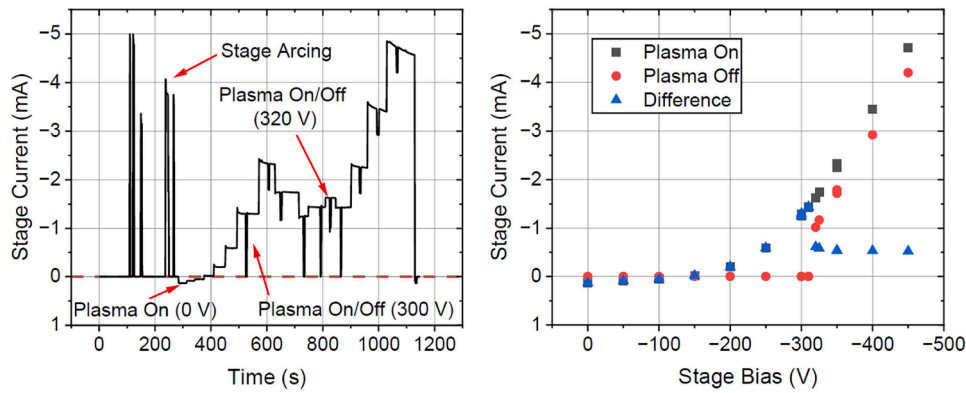 −5
−4
−3
−2
−1
0
1
Stage Current (mA)
Stage Arcing
Plasma On/Off
(320 V)
Plasma On (0 V)
Plasma On/Off (300 V)
0
200
400
600
800
1000
1200
Time (s)
−5
−4
−3
−2
−1
0
1
Stage Current (mA)
Plasma On
Plasma Off
Difference
0
−100
−200
−300
−400
−500
Stage Bias (V)